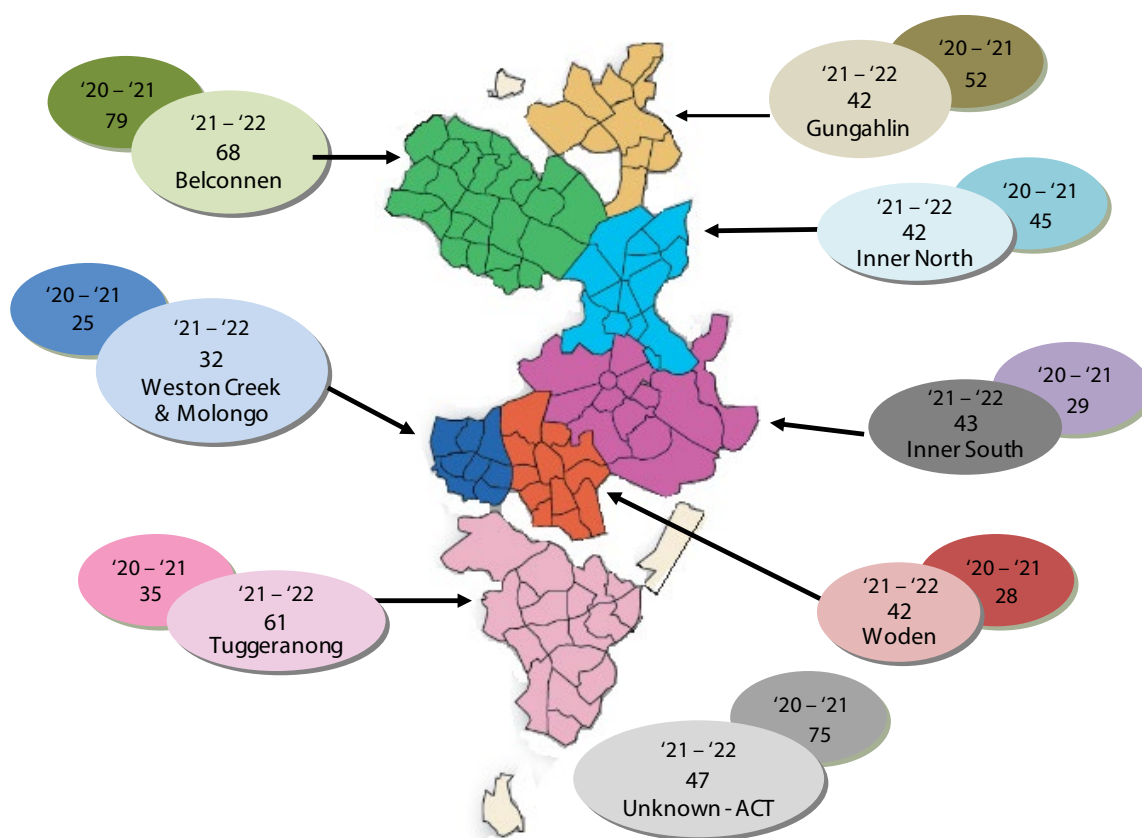 ‘20 – ‘21
79
‘21 – ‘22
68
Belconnen
‘20 – ‘21
52
‘21 – ‘22
42
Gungahlin
‘20 – ‘21
45
‘21 – ‘22
42
Inner North
‘20 – ‘21
25
‘21 – ‘22
32
Weston Creek
& Molongo
‘20 – ‘21
29
‘21 – ‘22
43
Inner South
‘20 – ‘21
35
‘21 – ‘22
61
Tuggeranong
‘20 – ‘21
28
‘21 – ‘22
42
Woden
‘20 – ‘21
75
‘21 – ‘22
47
Unknown - ACT